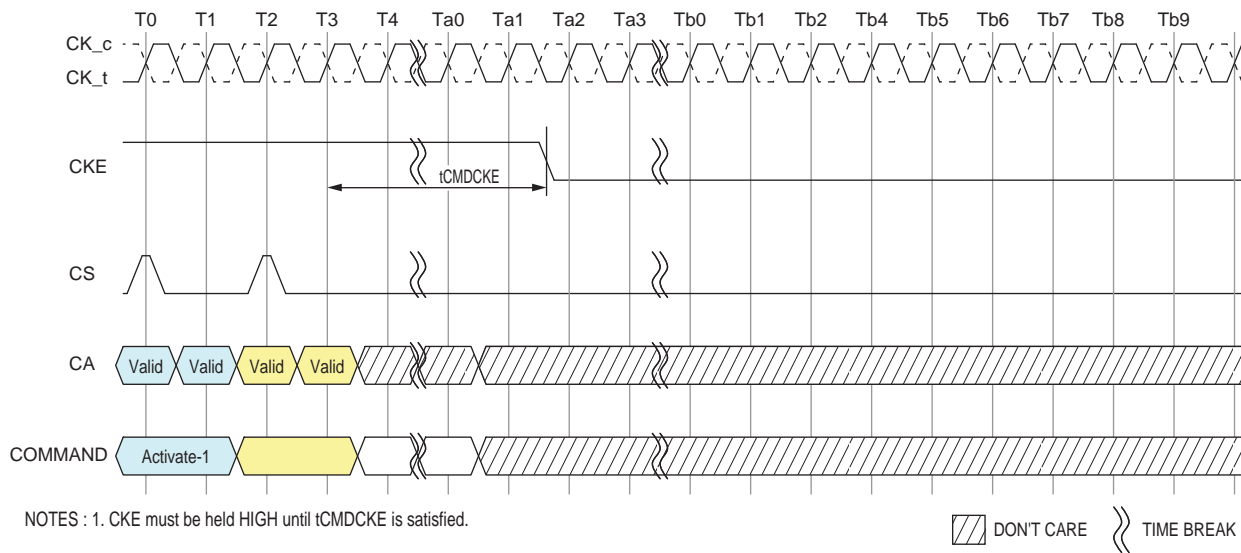 T0 T1 T2 T3 T4 Ta0 Ta1 Ta2 Ta3 Tb0 Tb1 Tb2 Tb4 Tb5 Tb6 Tb7 Tb8 Tb9
CK_c
CK_t
CKE
tCMDCKE
CS
CA Valid Valid Valid Valid
COMMAND Activate-1
NOTES : 1. CKE must be held HIGH until tCMDCKE is satisfied.
DON'T CARE TIME BREAK